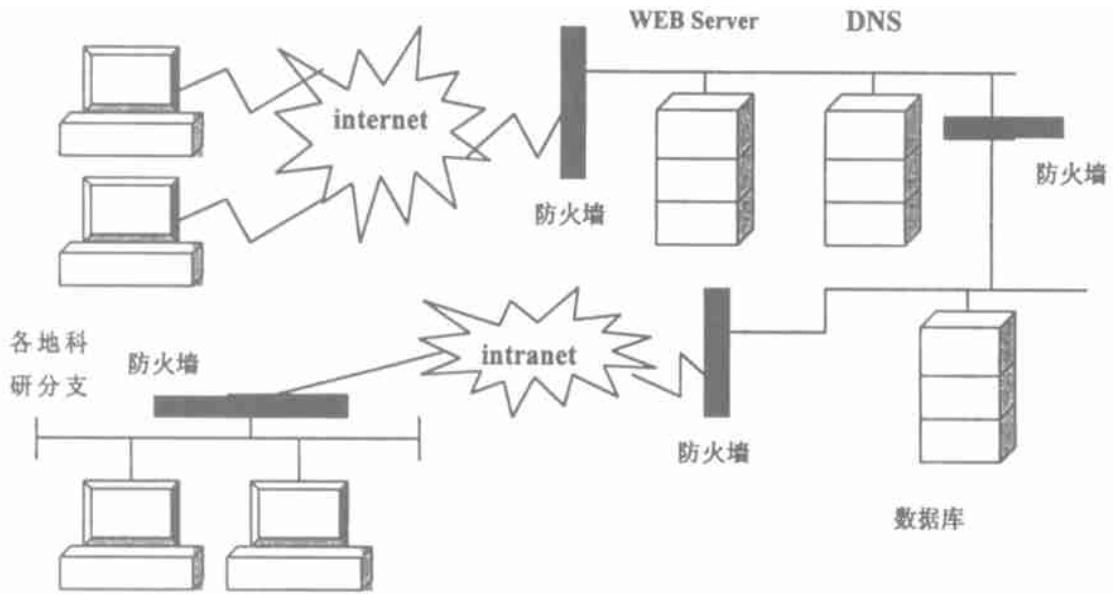 WEB Server
DNS
internet
防火墙
防火墙
各地科
研分支
防火墙
intranet
防火墙
数据库